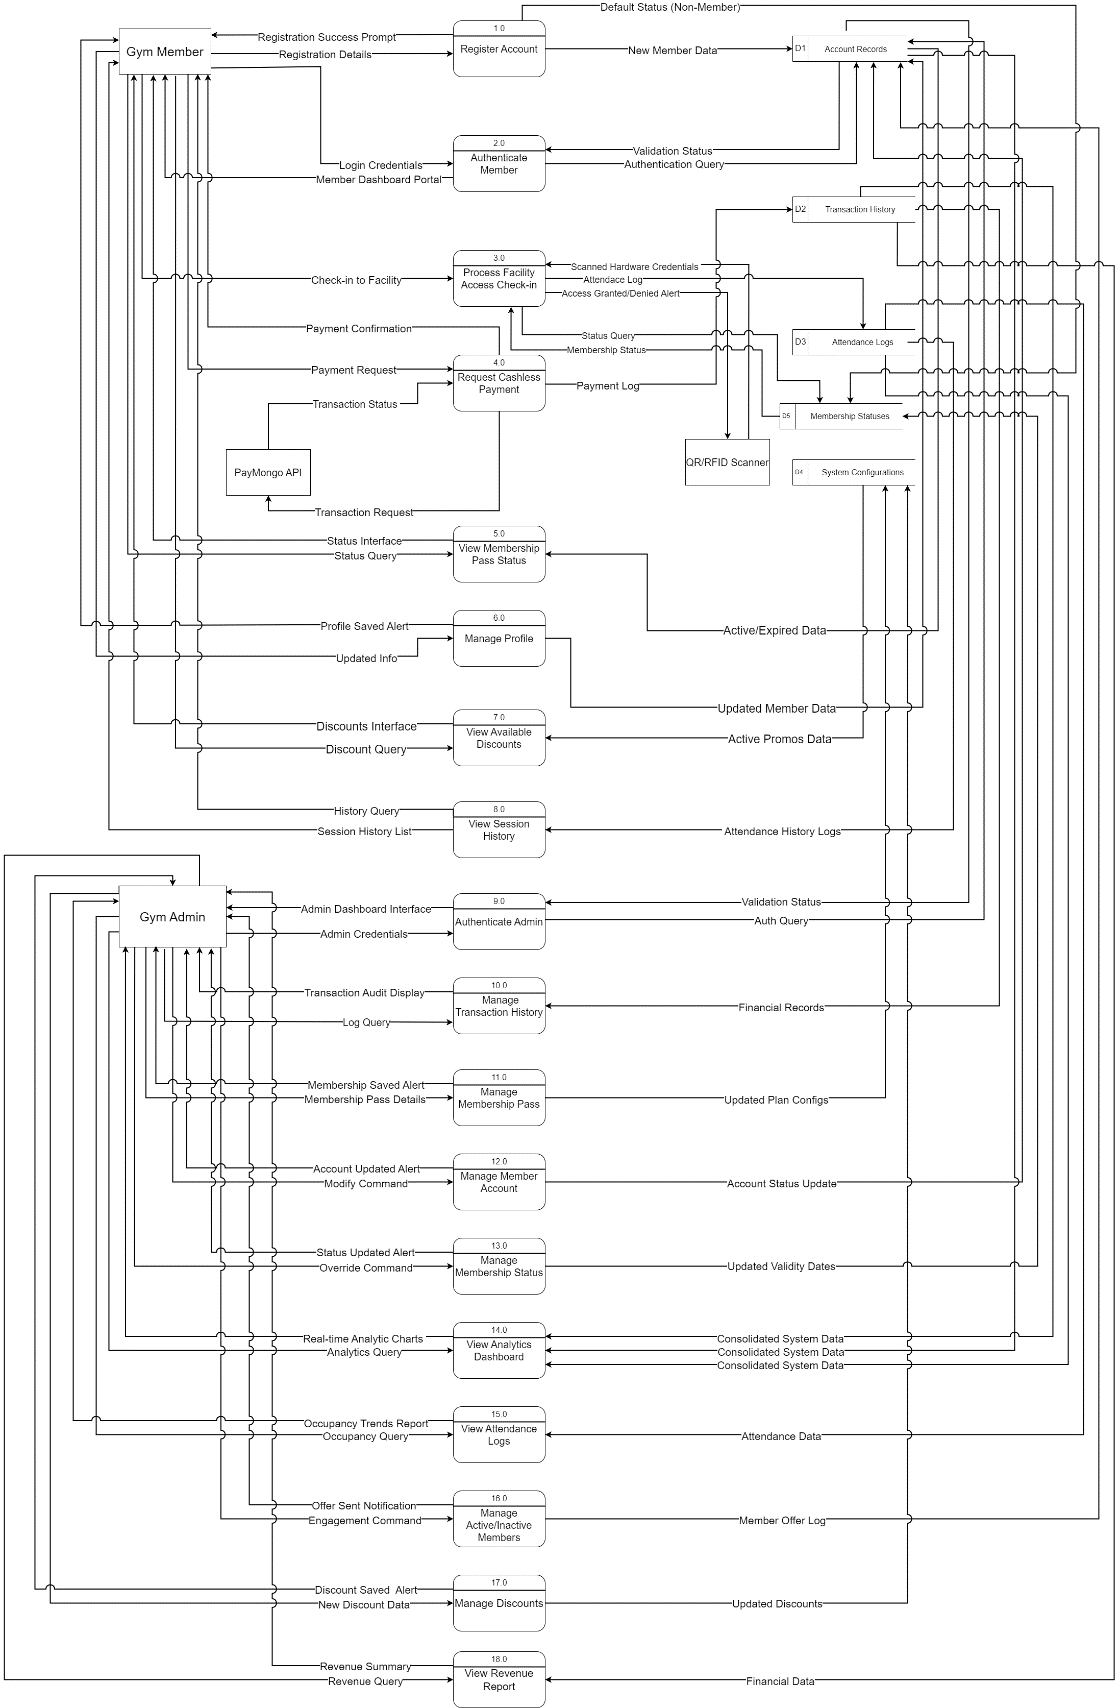 Default Status (Non-Member)
1.0
Registration Success Prompt
Gym Member
Register Account
New Member Data
D1
Account Records
Registration Details
2.0
Validation Status
Authenticate
Member
Login Credentials
Authentication Query
Member Dashboard Portal
D2
Transaction History
3.0
Scanned Hardware Credentials
Process Facility
Access Check-in
Check-in to Facility
Attendace Log
Access Granted/Denied Alert
Payment Confirmation
Status Query
D3
Attendance Logs
Membership Status
4.0
Payment Request
Request Cashless
Payment
Payment Log
Transaction Status
D5
Membership Statuses
PayMongo API
QR/RFID Scanner
D4
System Configurations
Transaction Request
5.0
Status Interface
View Membership
Pass Status
Status Query
6.0
Profile Saved Alert
Active/Expired Data
Manage Profile
Updated Info
Updated Member Data
7.0
Discounts Interface
View Available
Discounts
Active Promos Data
Discount Query
8.0
History Query
View Session
History
Session History List
Attendance History Logs
9.0
Validation Status
Admin Dashboard Interface
Gym Admin
Authenticate Admin
Auth Query
Admin Credentials
10.0
Transaction Audit Display
Manage
Transaction History
Financial Records
Log Query
11.0
Membership Saved Alert
Manage
Membership Pass
Membership Pass Details
Updated Plan Configs
12.0
Account Updated Alert
Manage Member
Account
Modify Command
Account Status Update
13.0
Status Updated Alert
Manage
Membership Status
Override Command
Updated Validity Dates
14.0
Real-time Analytic Charts
View Analytics
Dashboard
Consolidated System Data
Analytics Query
Consolidated System Data
Consolidated System Data
15.0
Occupancy Trends Report
View Attendance
Logs
Occupancy Query
Attendance Data
16.0
Offer Sent Notification
Manage
Active/Inactive
Members
Engagement Command
Member Offer Log
17.0
Discount Saved  Alert
Manage Discounts
New Discount Data
Updated Discounts
18.0
Revenue Summary
View Revenue
Report
Revenue Query
Financial Data